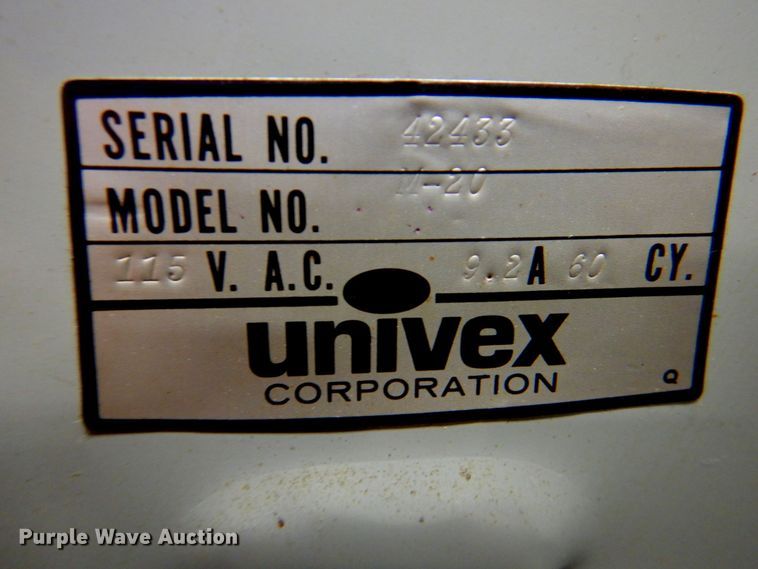 SERIAL NO. 42433
M-20
MODEL NO.
115 V. A.C. 9.2 A 60 CY.
univex
CORPORATION
Q
Purple Wave Auction